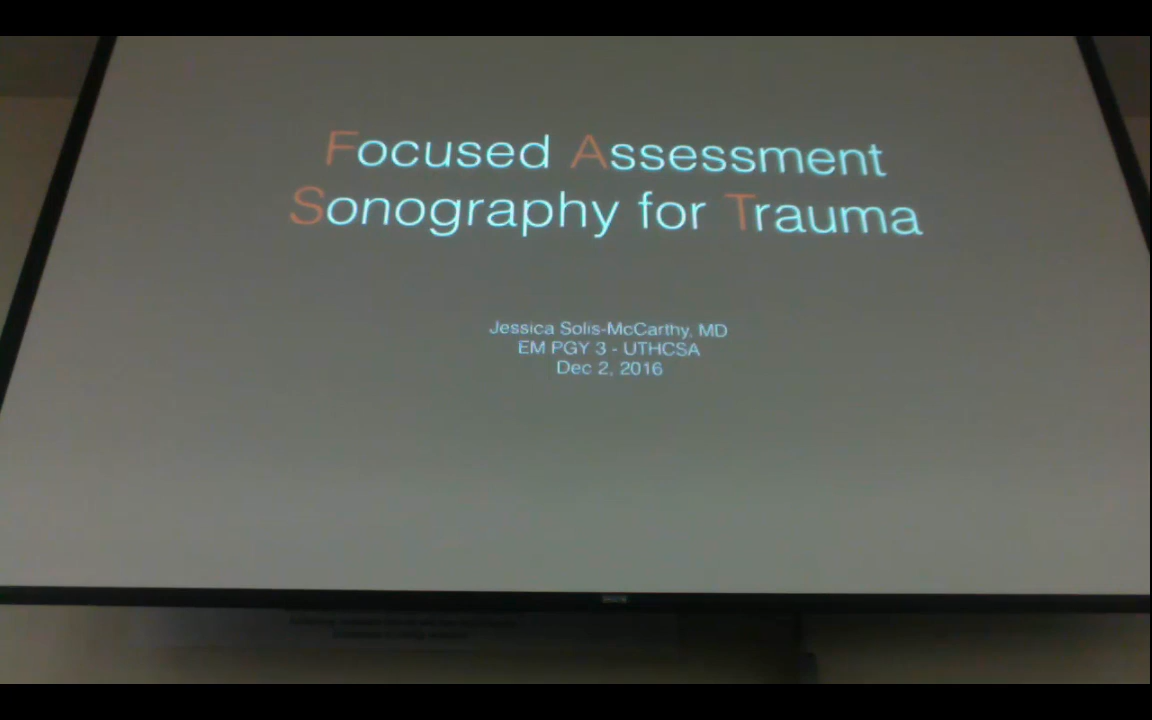 Focused Assessment
Sonography for Trauma
Jessica Solis-McCarthy, MD
EM PGY 3 - UTHCSA
Dec 2, 2016